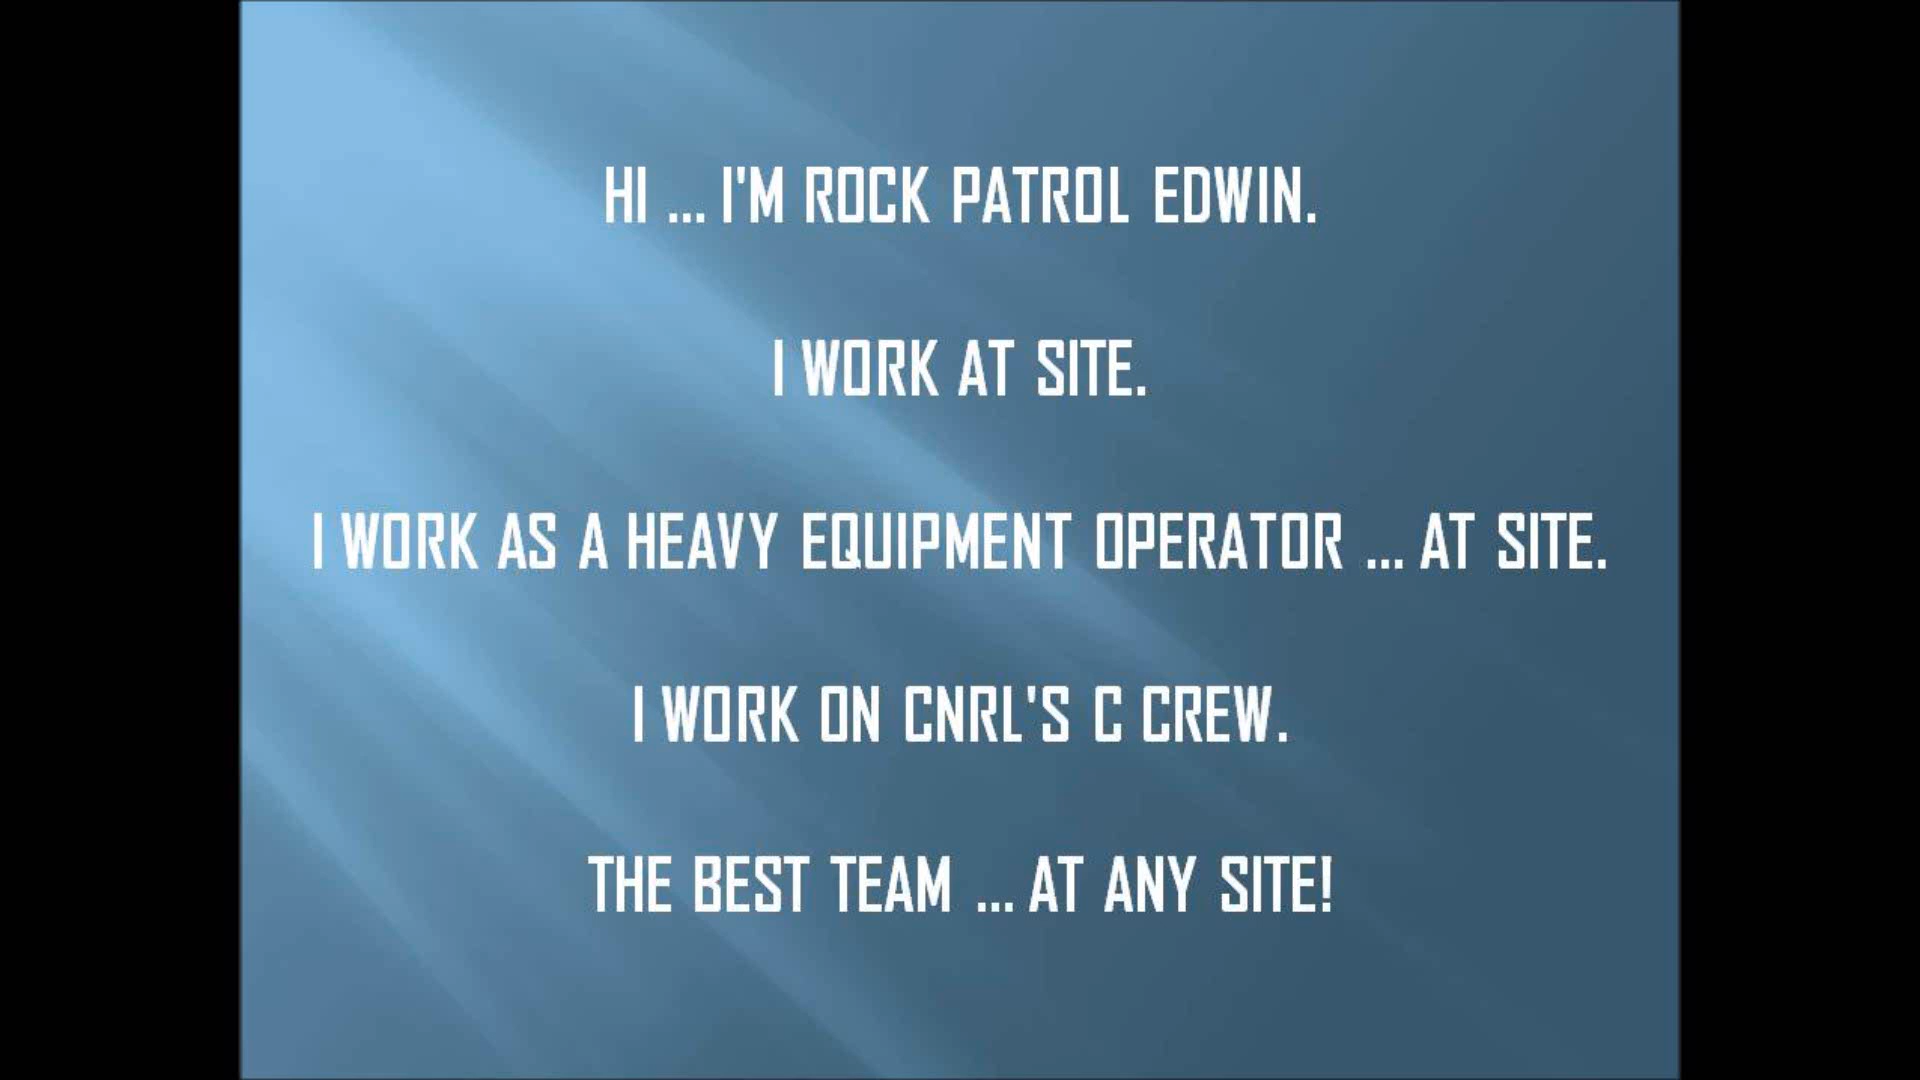 HI ... I'M ROCK PATROL EDWIN.
I WORK AT SITE.
I WORK AS A HEAVY EQUIPMENT OPERATOR ... AT SITE.
I WORK ON CNRL'S C CREW.
THE BEST TEAM ... AT ANY SITE!